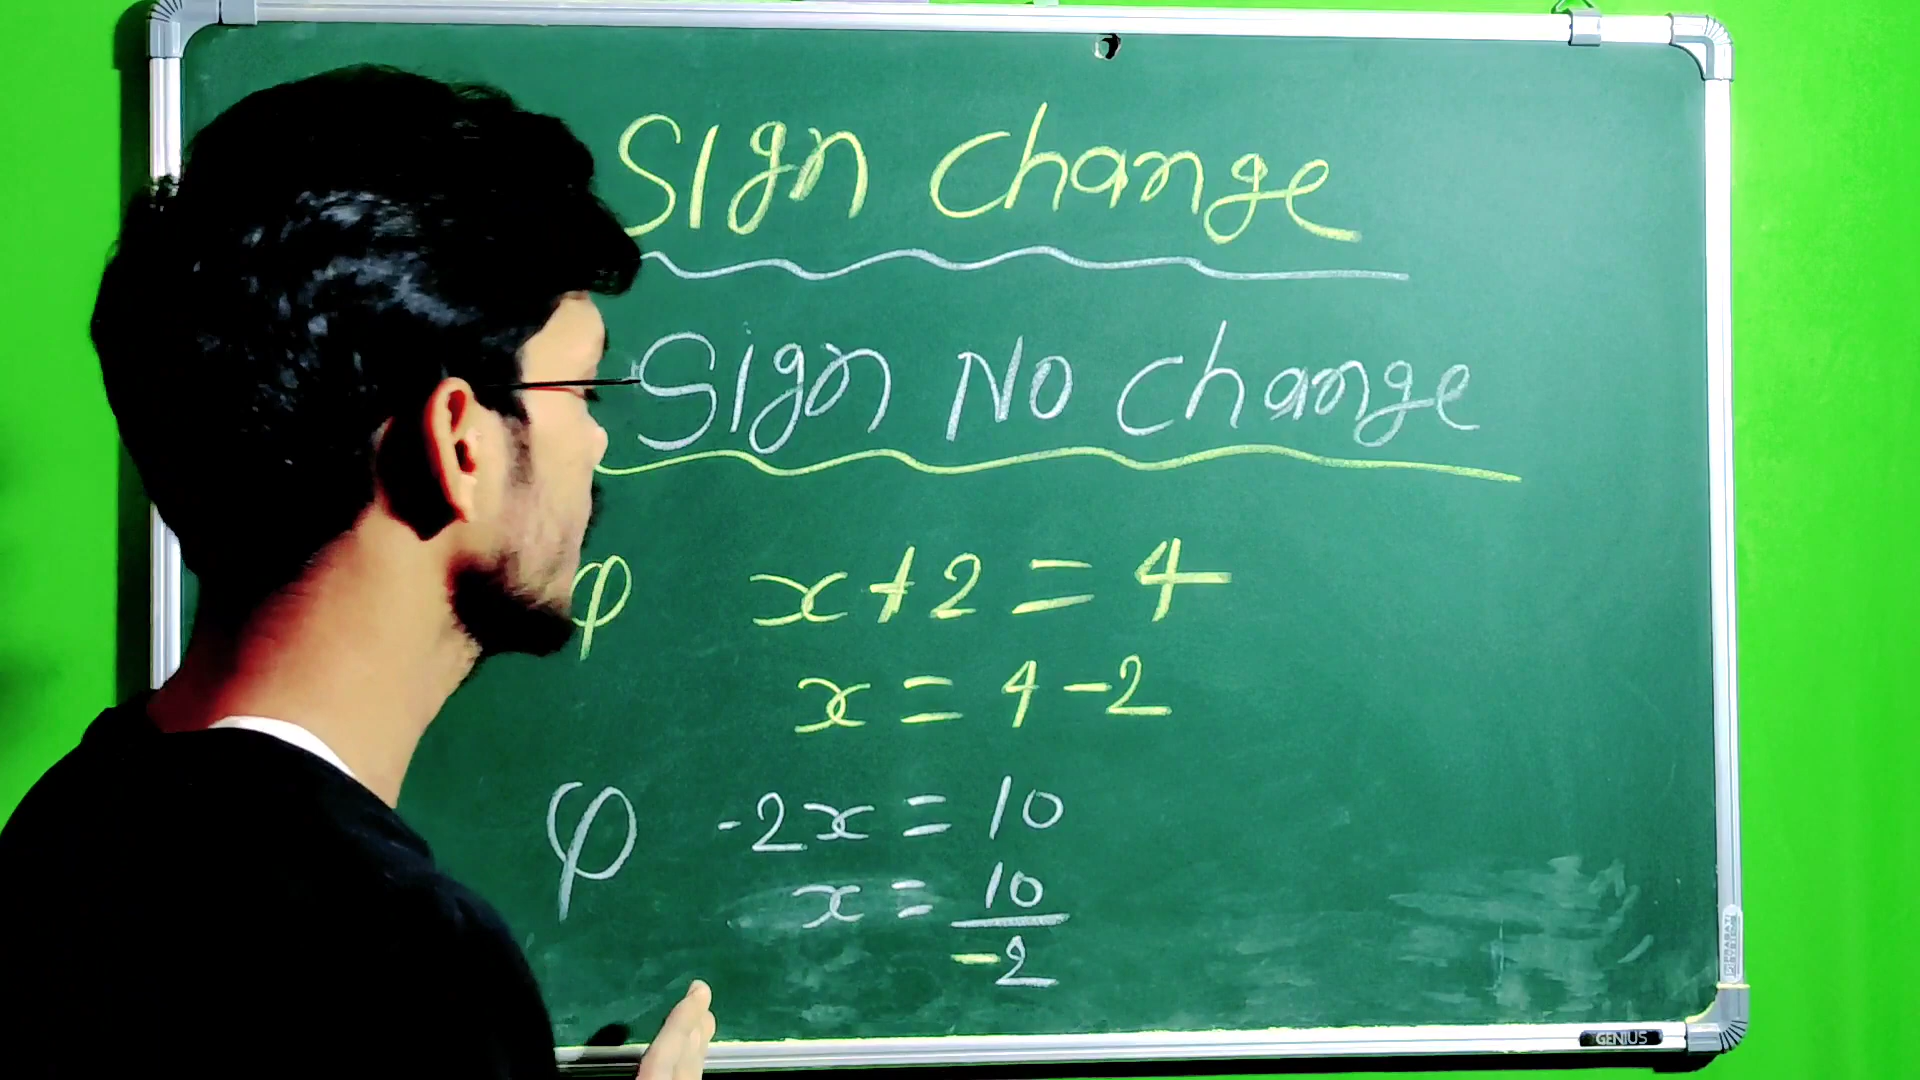 SIgn change
SIgn No change
φ x+2=4
x=4-2
φ -2x=10
x=10
-2
GENIUS